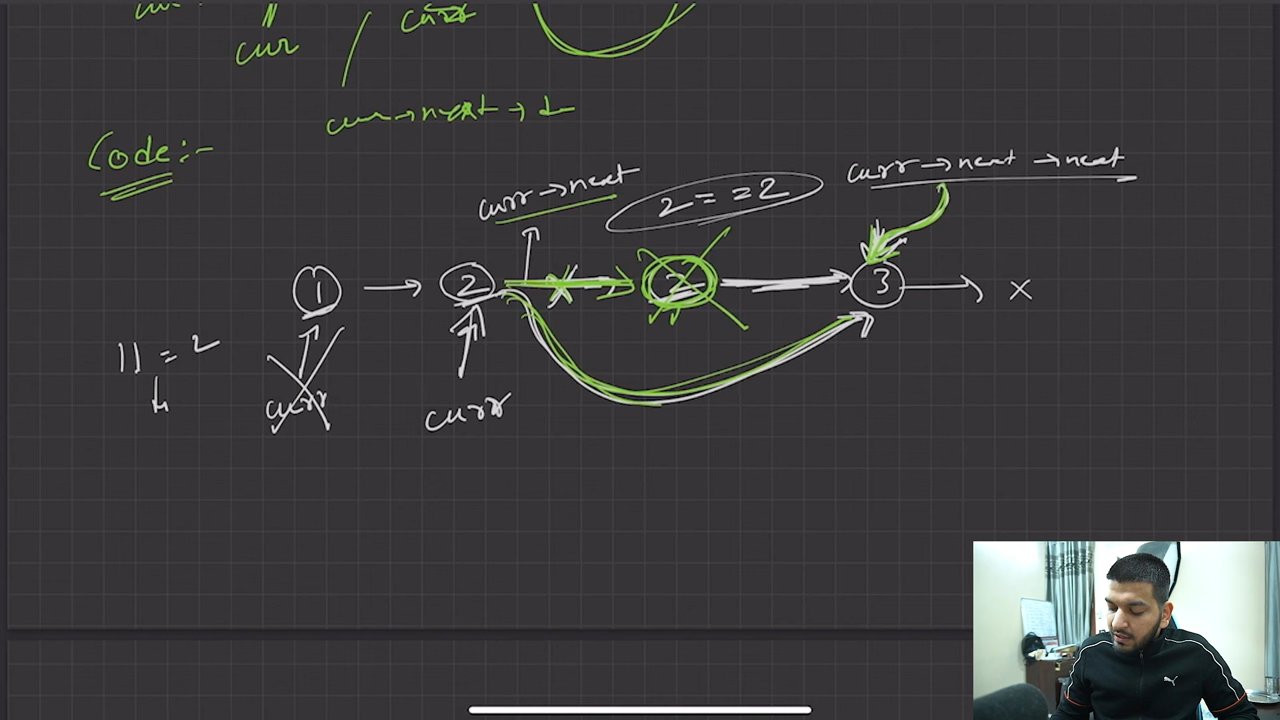 cur
curr
curr→next→
Code:-
curr→next
2==2
curr→next→next
1 → 2 2 3 → x
11 = 2
curr
curr